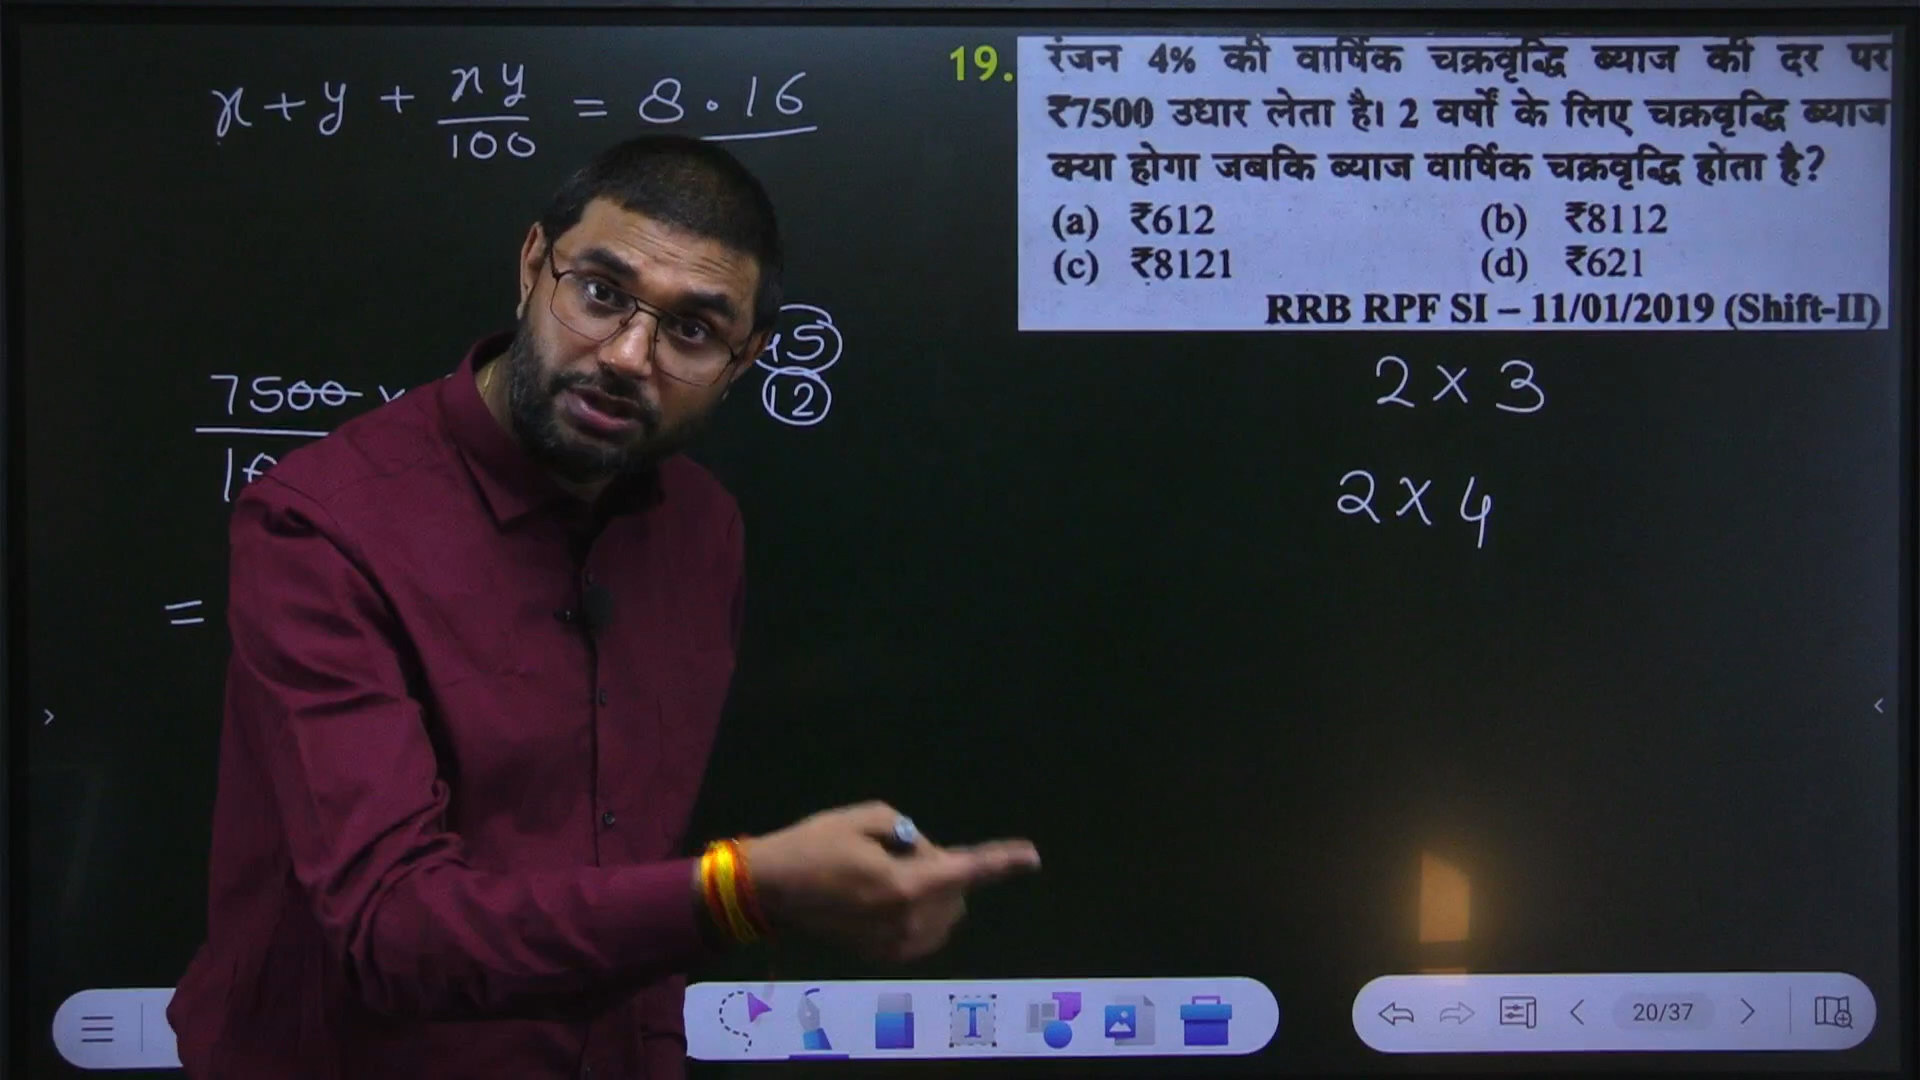 x + y + xy/100 = 8.16
7500 x
=
15
12
19. रंजन 4% की वार्षिक चक्रवृद्धि ब्याज की दर पर
₹7500 उधार लेता है। 2 वर्षों के लिए चक्रवृद्धि ब्याज
क्या होगा जबकि ब्याज वार्षिक चक्रवृद्धि होता है?
(a) ₹612 (b) ₹8112
(c) ₹8121 (d) ₹621
RRB RPF SI – 11/01/2019 (Shift-II)
2 x 3
2 x 4
T
20/37